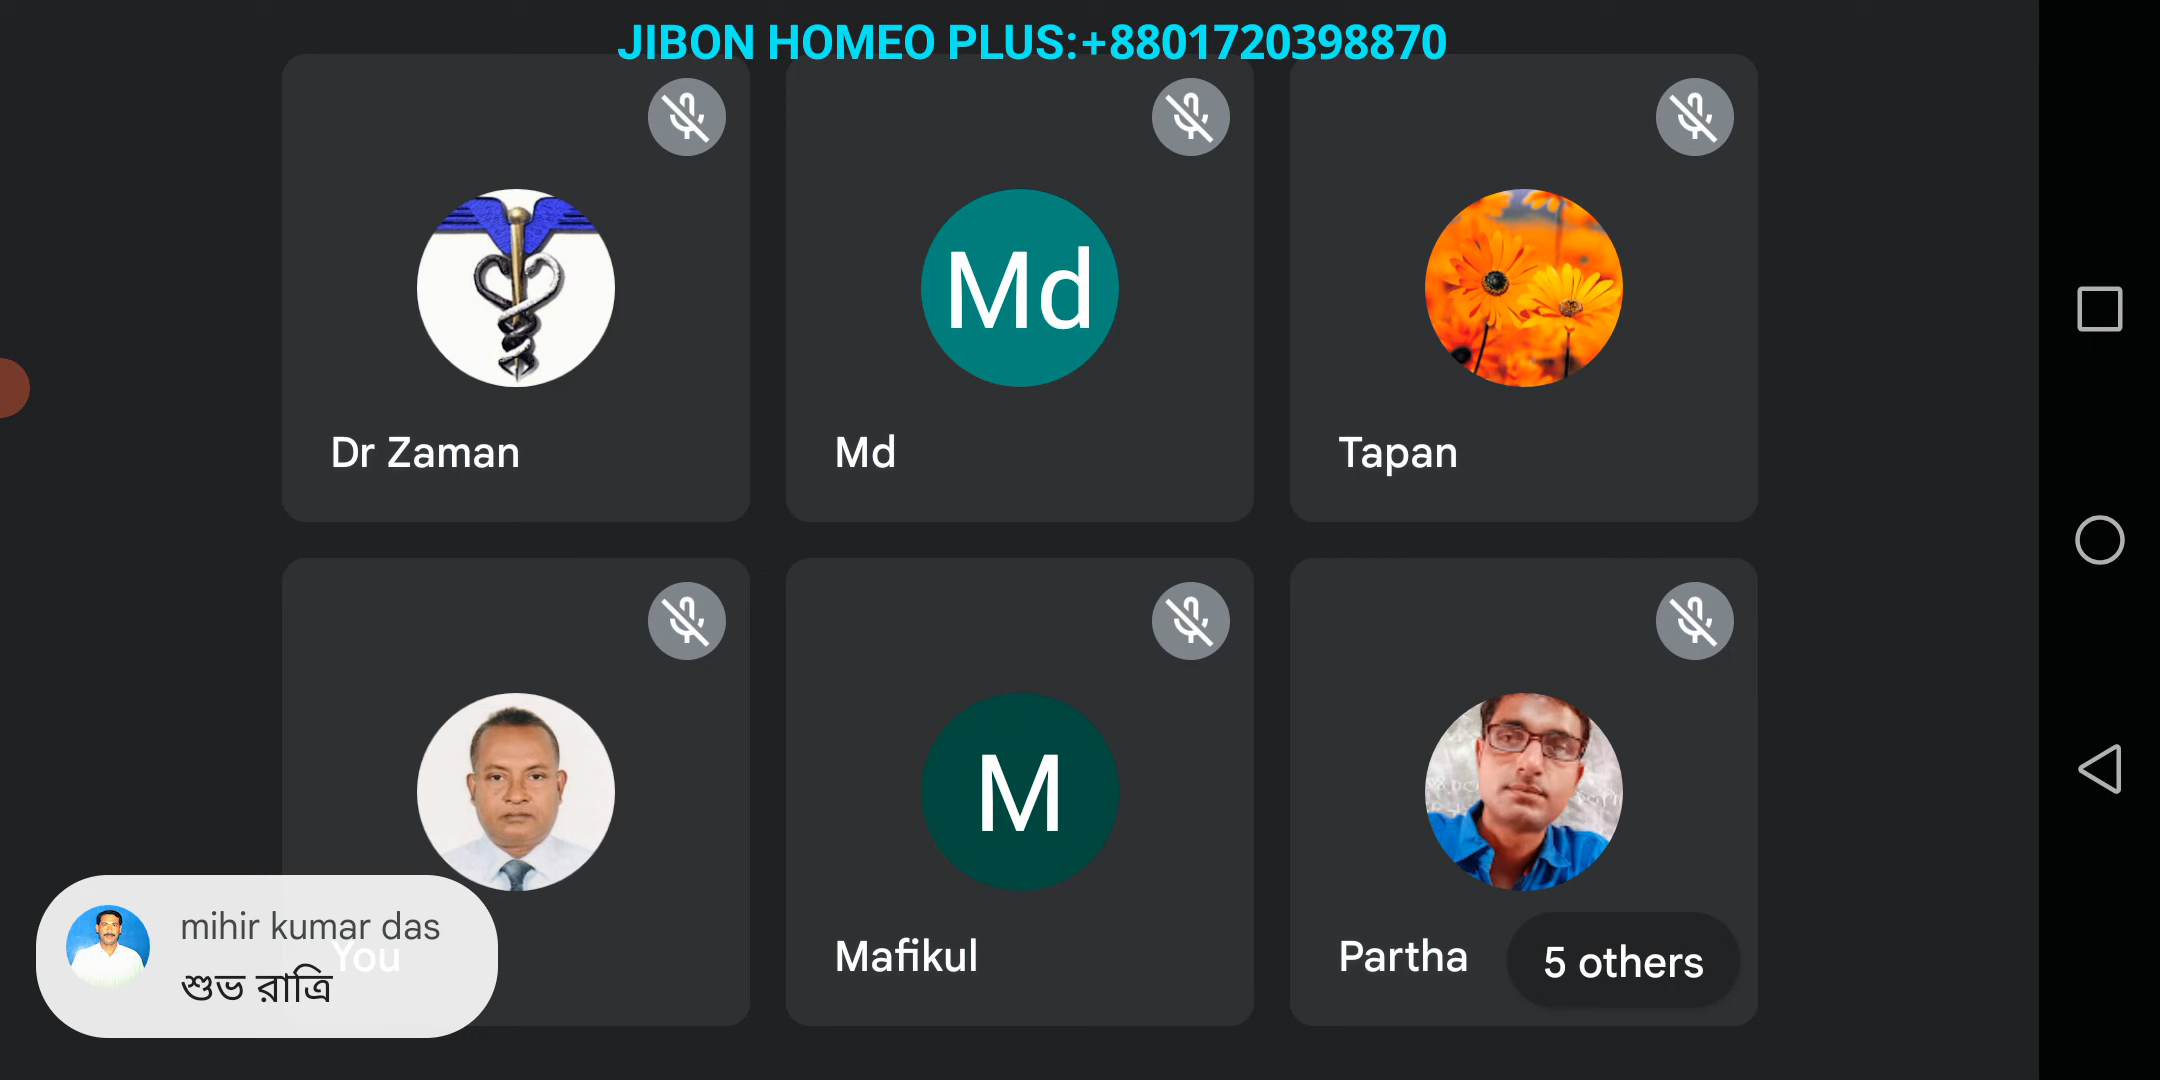 JIBON HOMEO PLUS:+8801720398870
Dr Zaman
Md
Md
Tapan
mihir kumar das
শুভ রাত্রি
You
M
Mafikul
Partha
5 others